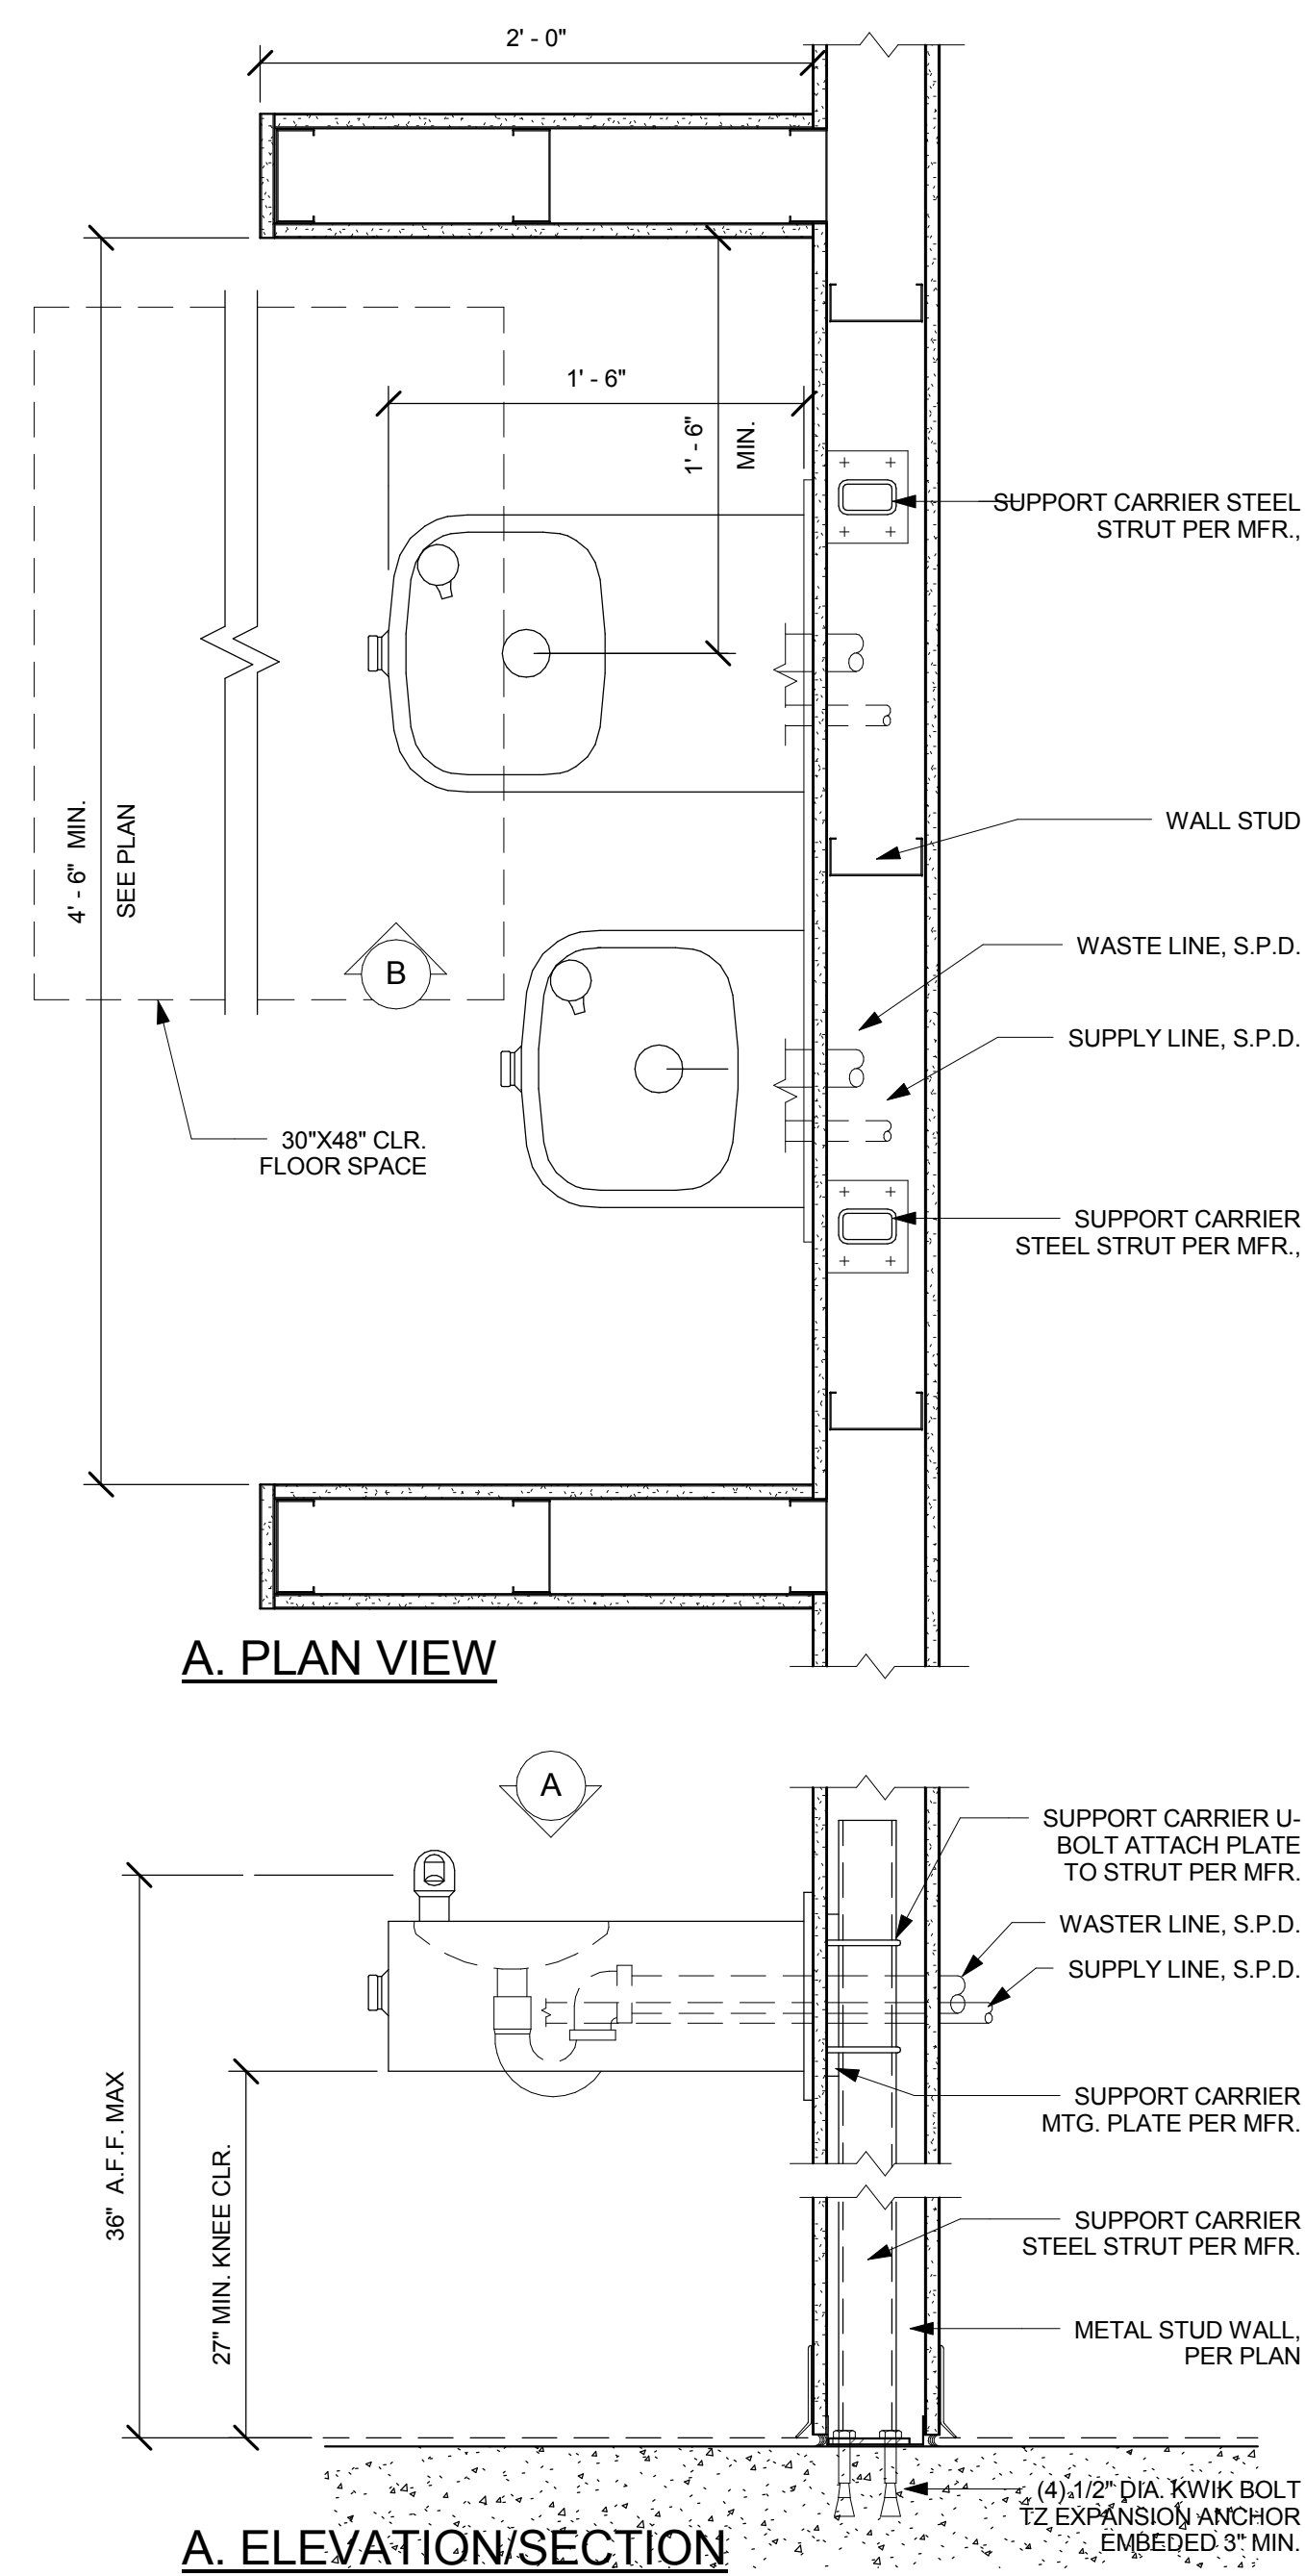 2' - 0"
1' - 6"
1' - 6"
MIN.
SUPPORT CARRIER STEEL
STRUT PER MFR.,
4' - 6" MIN.
SEE PLAN
WALL STUD
B
WASTE LINE, S.P.D.
SUPPLY LINE, S.P.D.
30"X48" CLR.
FLOOR SPACE
SUPPORT CARRIER
STEEL STRUT PER MFR.,
A. PLAN VIEW
A
SUPPORT CARRIER U-
BOLT ATTACH PLATE
TO STRUT PER MFR.
WASTER LINE, S.P.D.
SUPPLY LINE, S.P.D.
36" A.F.F. MAX
27" MIN. KNEE CLR.
SUPPORT CARRIER
MTG. PLATE PER MFR.
SUPPORT CARRIER
STEEL STRUT PER MFR.
METAL STUD WALL,
PER PLAN
(4) 1/2" DIA. KWIK BOLT
TZ EXPANSION ANCHOR
EMBEDED 3" MIN.
A. ELEVATION/SECTION